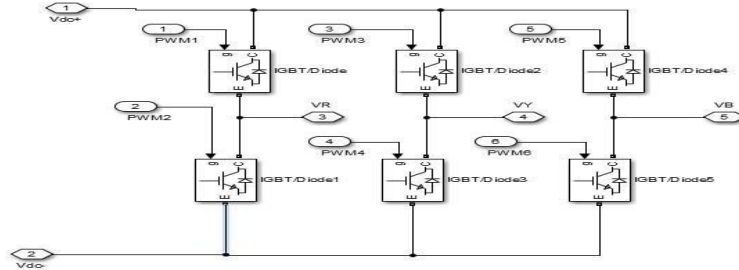 1
Vdc+
1
PWM1
3
PWM3
5
PWM5
g
C
E
IGBT/Diode
g
C
E
IGBT/Diode2
g
C
E
IGBT/Diode4
2
PWM2
VR
3
VY
4
VB
5
4
PWM4
6
PWM6
g
C
E
IGBT/Diode1
g
C
E
IGBT/Diode3
g
C
E
IGBT/Diode5
2
Vdc-